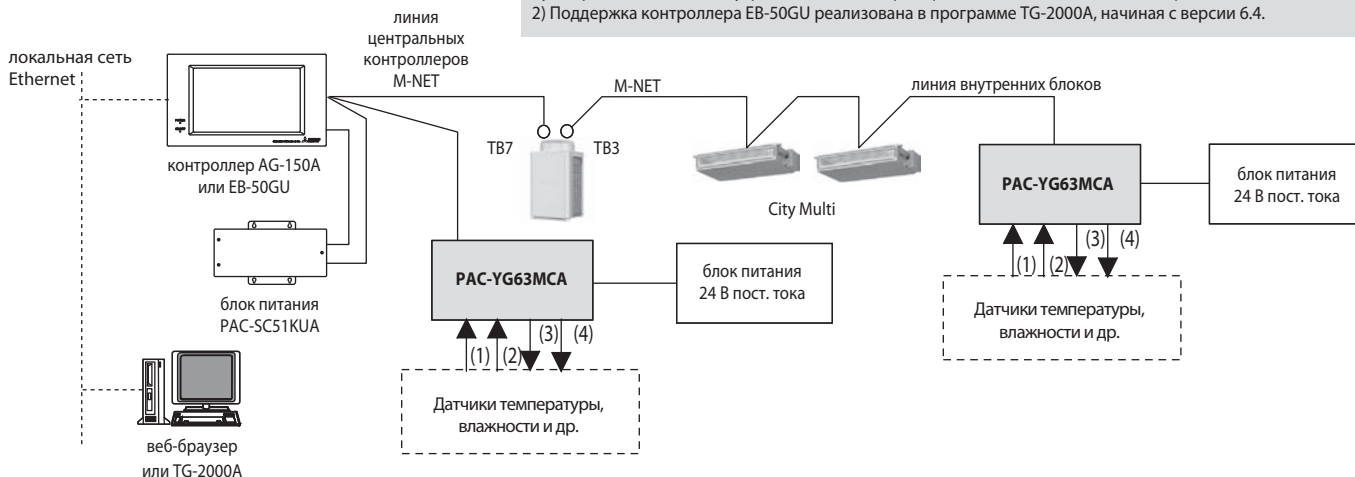 2) Поддержка контроллера EB-50GU реализована в программе TG-2000A, начиная с версии 6.4.
линия
центральных
контроллеров
M-NET
локальная сеть
Ethernet
M-NET
линия внутренних блоков
TB7
TB3
контроллер AG-150A
или EB-50GU
City Multi
PAC-YG63MCA
блок питания
24 В пост. тока
(1)
(2)
(3)
(4)
Датчики температуры,
влажности и др.
блок питания
PAC-SC51KUA
PAC-YG63MCA
блок питания
24 В пост. тока
(1)
(2)
(3)
(4)
Датчики температуры,
влажности и др.
веб-браузер
или TG-2000A